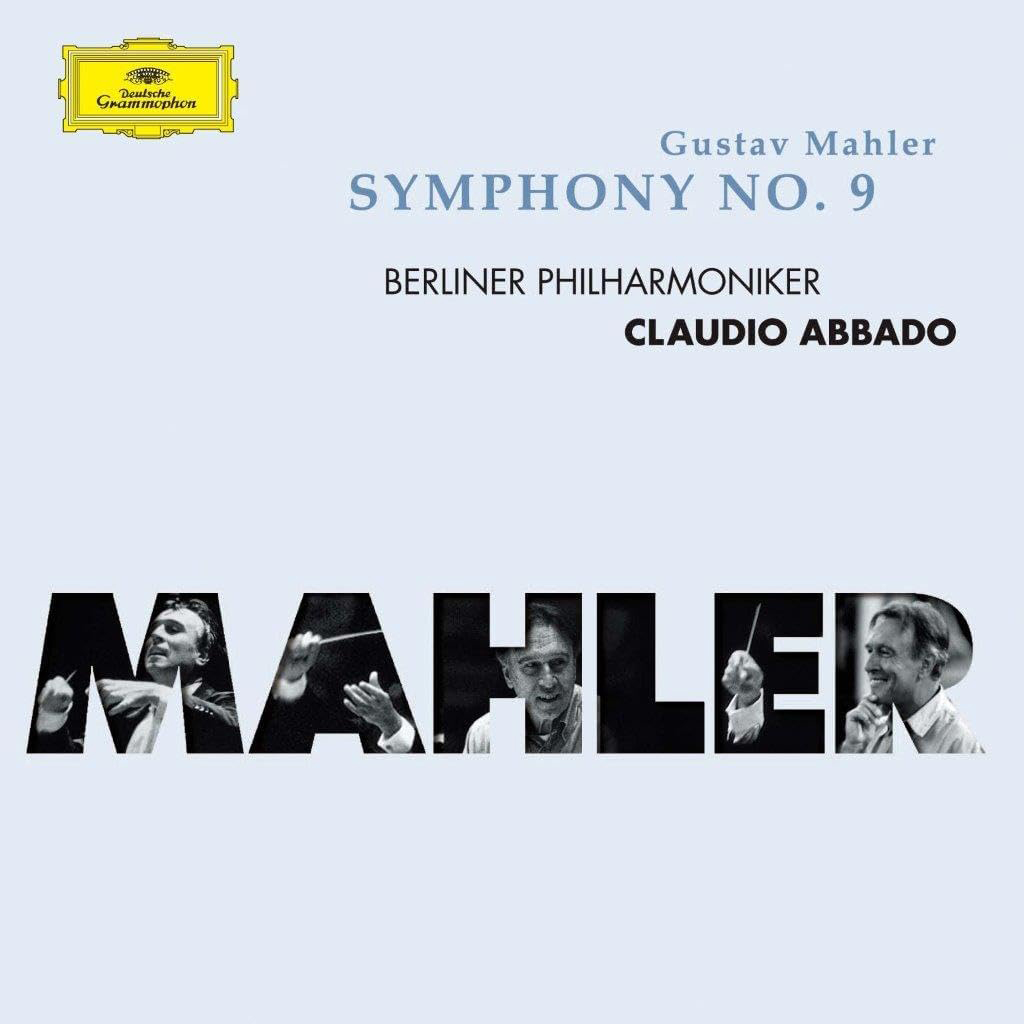 Deutsche
Grammophon
Gustav Mahler
SYMPHONY NO. 9
BERLINER PHILHARMONIKER
CLAUDIO ABBADO
MAHLER